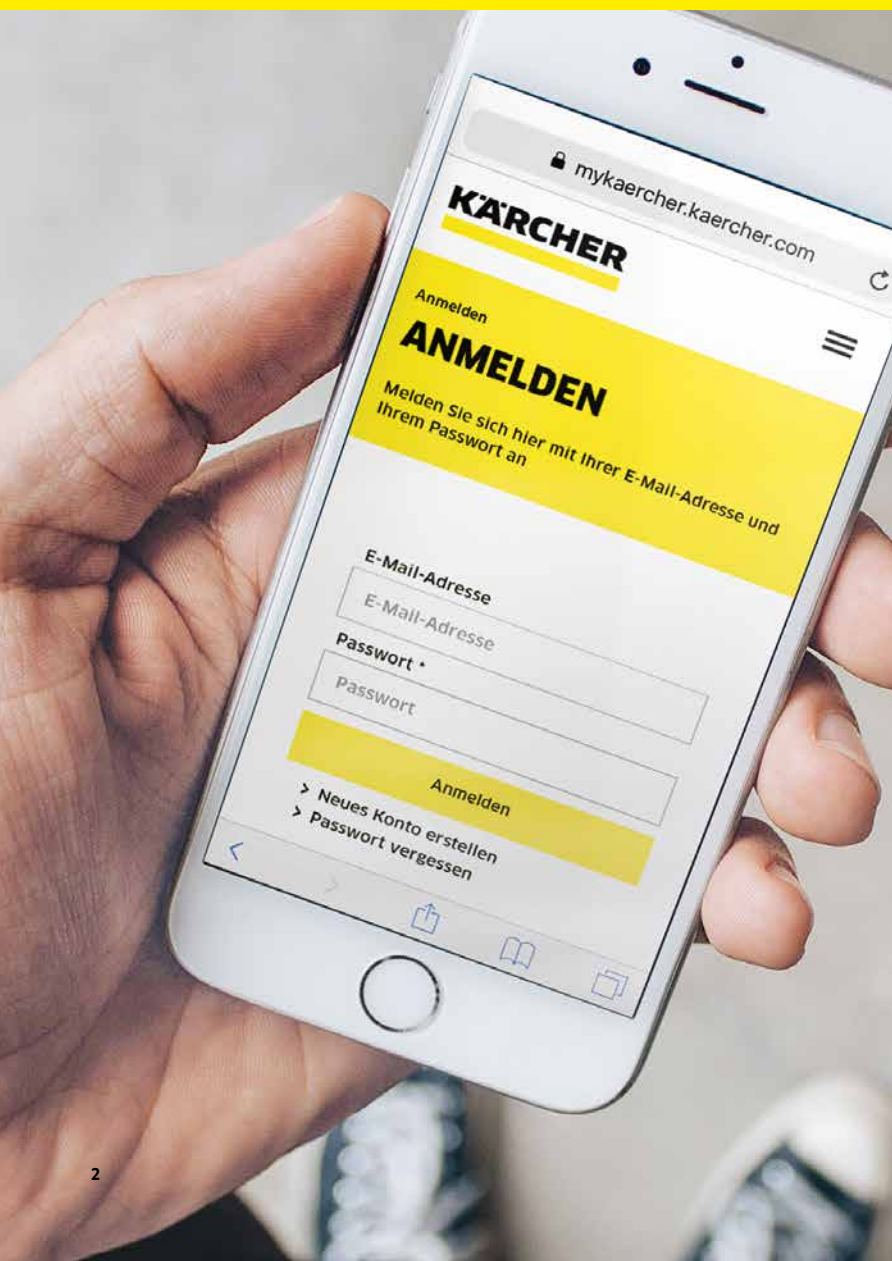 mykaercher.kaercher.com
KÄRCHER
Anmelden
ANMELDEN
Melden Sie sich hier mit Ihrer E-Mail-Adresse und
Ihrem Passwort an
E-Mail-Adresse
E-Mail-Adresse
Passwort *
Passwort
Anmelden
> Neues Konto erstellen
> Passwort vergessen
2